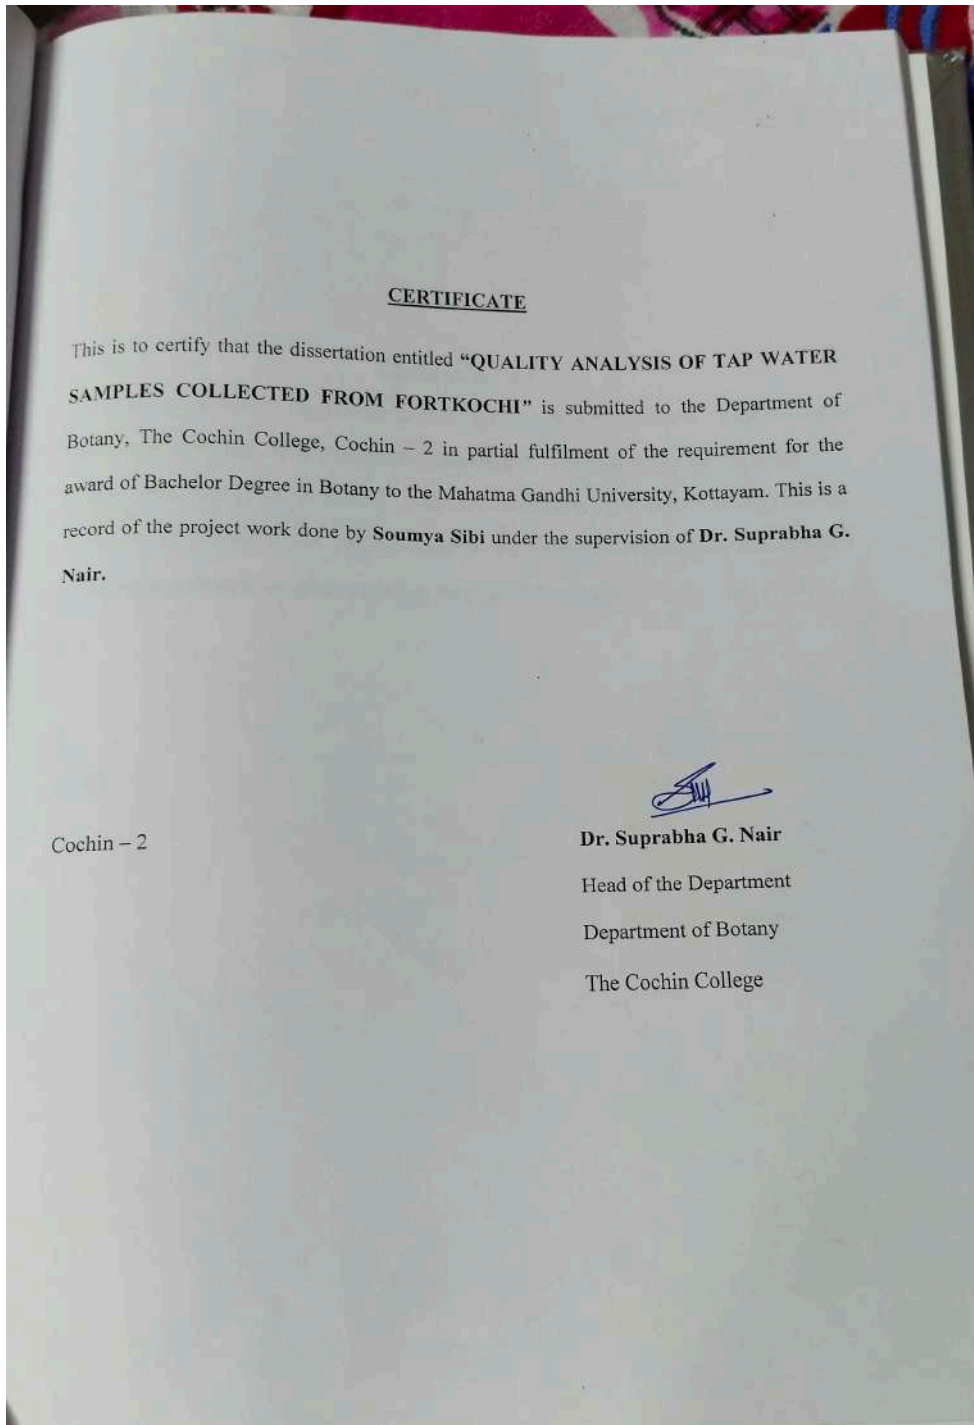 CERTIFICATE
This is to certify that the dissertation entitled “QUALITY ANALYSIS OF TAP WATER
SAMPLES COLLECTED FROM FORTKOCHI” is submitted to the Department of
Botany, The Cochin College, Cochin – 2 in partial fulfilment of the requirement for the
award of Bachelor Degree in Botany to the Mahatma Gandhi University, Kottayam. This is a
record of the project work done by Soumya Sibi under the supervision of Dr. Suprabha G.
Nair.
Cochin – 2
Dr. Suprabha G. Nair
Head of the Department
Department of Botany
The Cochin College